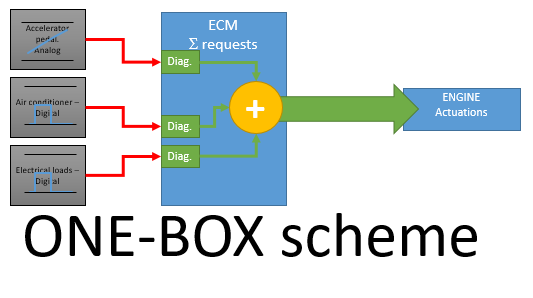 Accelerator
pedal.
Analog
Air conditioner –
Digital
Electrical loads –
Digital
ECM
Σ requests
Diag.
Diag.
Diag.
+
ENGINE
Actuations
ONE-BOX scheme